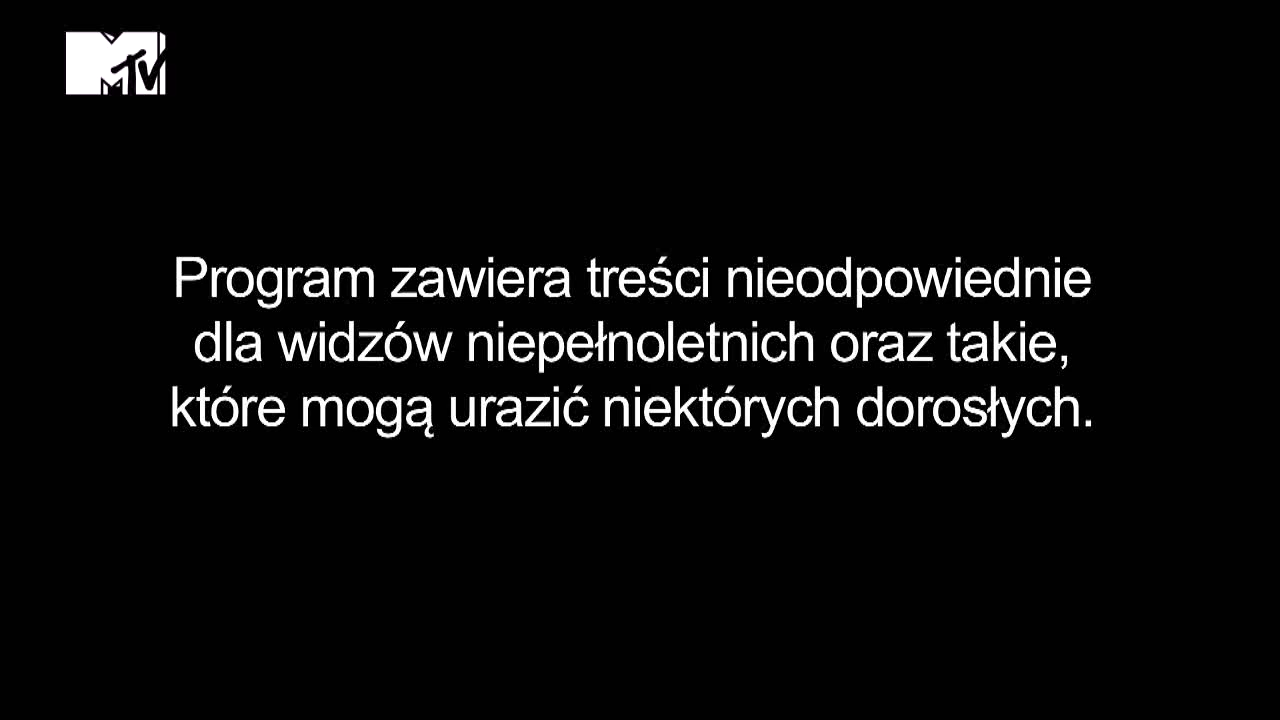 MTV
Program zawiera treści nieodpowiednie
dla widzów niepełnoletnich oraz takie,
które mogą urazić niektórych dorosłych.